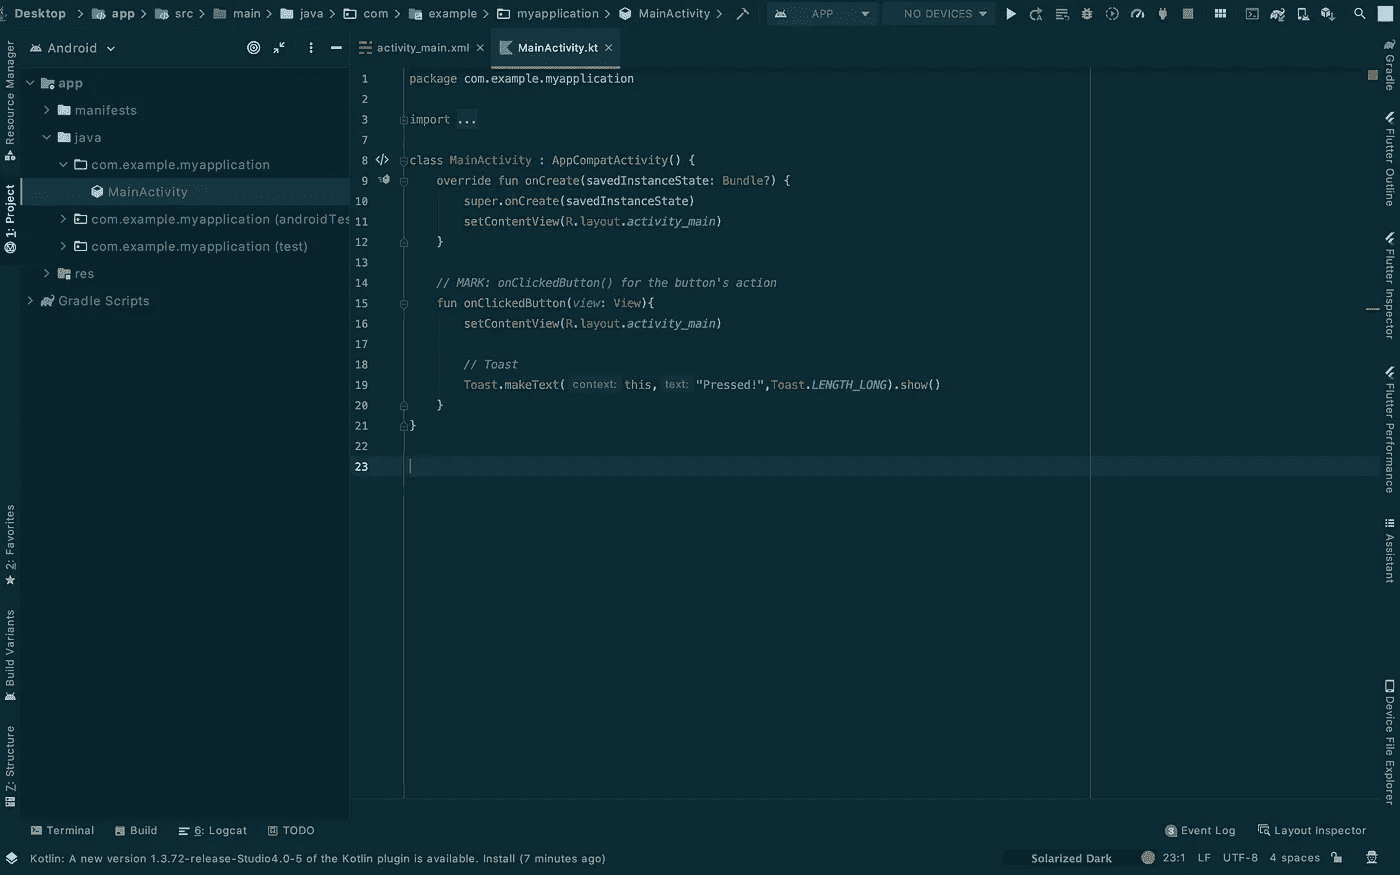 Desktop app src main java com example myapplication MainActivity APP NO DEVICES
Android
activity_main.xml
MainActivity.kt
app
manifests
java
com.example.myapplication
MainActivity
com.example.myapplication (androidTes
com.example.myapplication (test)
res
Gradle Scripts
1 package com.example.myapplication
2
3 import ...
7
8 class MainActivity : AppCompatActivity() {
9 override fun onCreate(savedInstanceState: Bundle?) {
10 super.onCreate(savedInstanceState)
11 setContentView(R.layout.activity_main)
12 }
13
14 // MARK: onClickedButton() for the button's action
15 fun onClickedButton(view: View){
16 setContentView(R.layout.activity_main)
17
18 // Toast
19 Toast.makeText( context: this, text: "Pressed!",Toast.LENGTH_LONG).show()
20 }
21 }
22
23
Resource Manager
1: Project
2: Favorites
Build Variants
7: Structure
Gradle
Flutter Outline
Flutter Inspector
Flutter Performance
Assistant
Device File Explorer
Terminal Build 6: Logcat TODO 3 Event Log Layout Inspector
Kotlin: A new version 1.3.72-release-Studio4.0-5 of the Kotlin plugin is available. Install (7 minutes ago) Solarized Dark 23:1 LF UTF-8 4 spaces